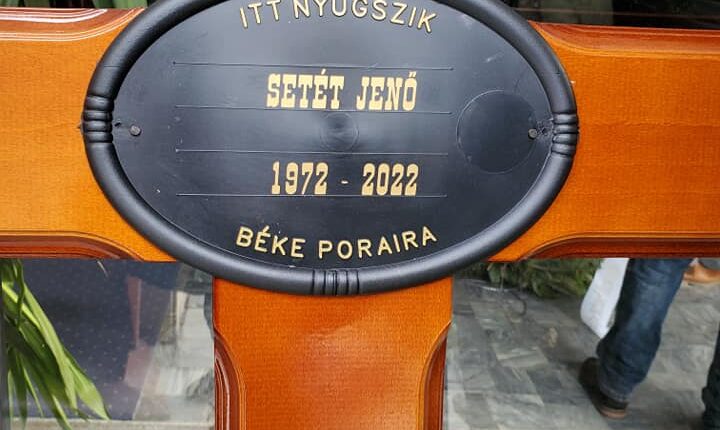 ITT NYUGSZIK
SETÉT JENŐ
1972 - 2022
BÉKE PORAIRA